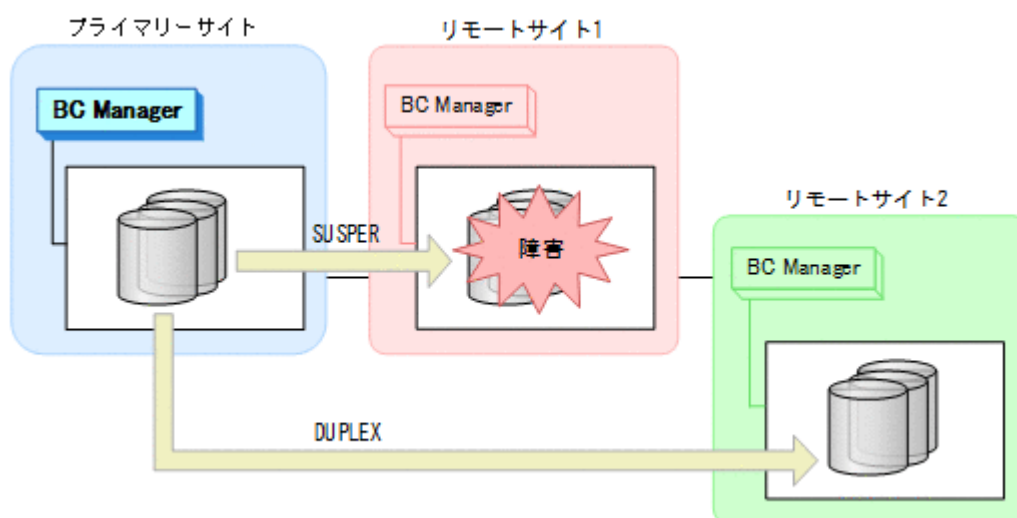 プライマリーサイト
リモートサイト1
BC Manager
BC Manager
リモートサイト2
SUSPER
障害
BC Manager
DUPLEX